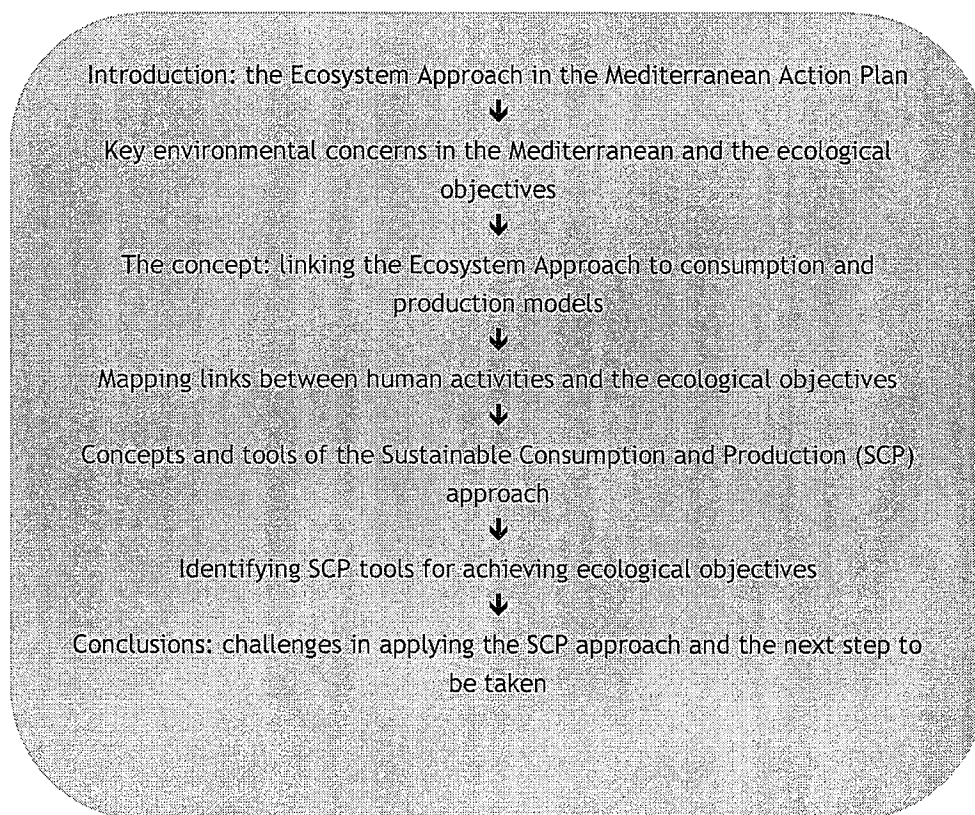 Introduction: the Ecosystem Approach in the Mediterranean Action Plan
↓
Key environmental concerns in the Mediterranean and the ecological
objectives
↓
The concept: linking the Ecosystem Approach to consumption and
production models
↓
Mapping links between human activities and the ecological objectives
↓
Concepts and tools of the Sustainable Consumption and Production (SCP)
approach
↓
Identifying SCP tools for achieving ecological objectives
↓
Conclusions: challenges in applying the SCP approach and the next step to
be taken